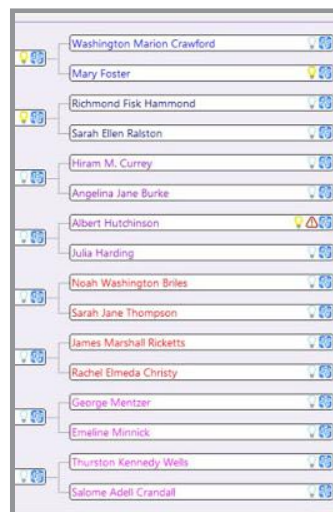 Washington Marion Crawford
Mary Foster
Richmond Fisk Hammond
Sarah Ellen Ralston
Hiram M. Currey
Angelina Jane Burke
Albert Hutchinson
Julia Harding
Noah Washington Briles
Sarah Jane Thompson
James Marshall Ricketts
Rachel Elmeda Christy
George Mentzer
Emeline Minnick
Thurston Kennedy Wells
Salome Adell Crandall